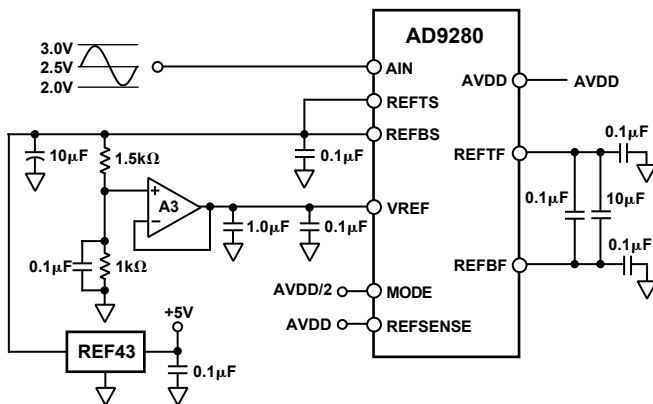 AD9280
3.0V
2.5V
2.0V
AIN
REFTS
REFBS
VREF
MODE
REFSENSE
AVDD
REFTF
REFBF
AVDD
0.1µF
0.1µF
10µF
0.1µF
10µF
1.5kΩ
0.1µF
+
A3
–
1.0µF
0.1µF
0.1µF
1kΩ
AVDD/2
AVDD
+5V
REF43
0.1µF